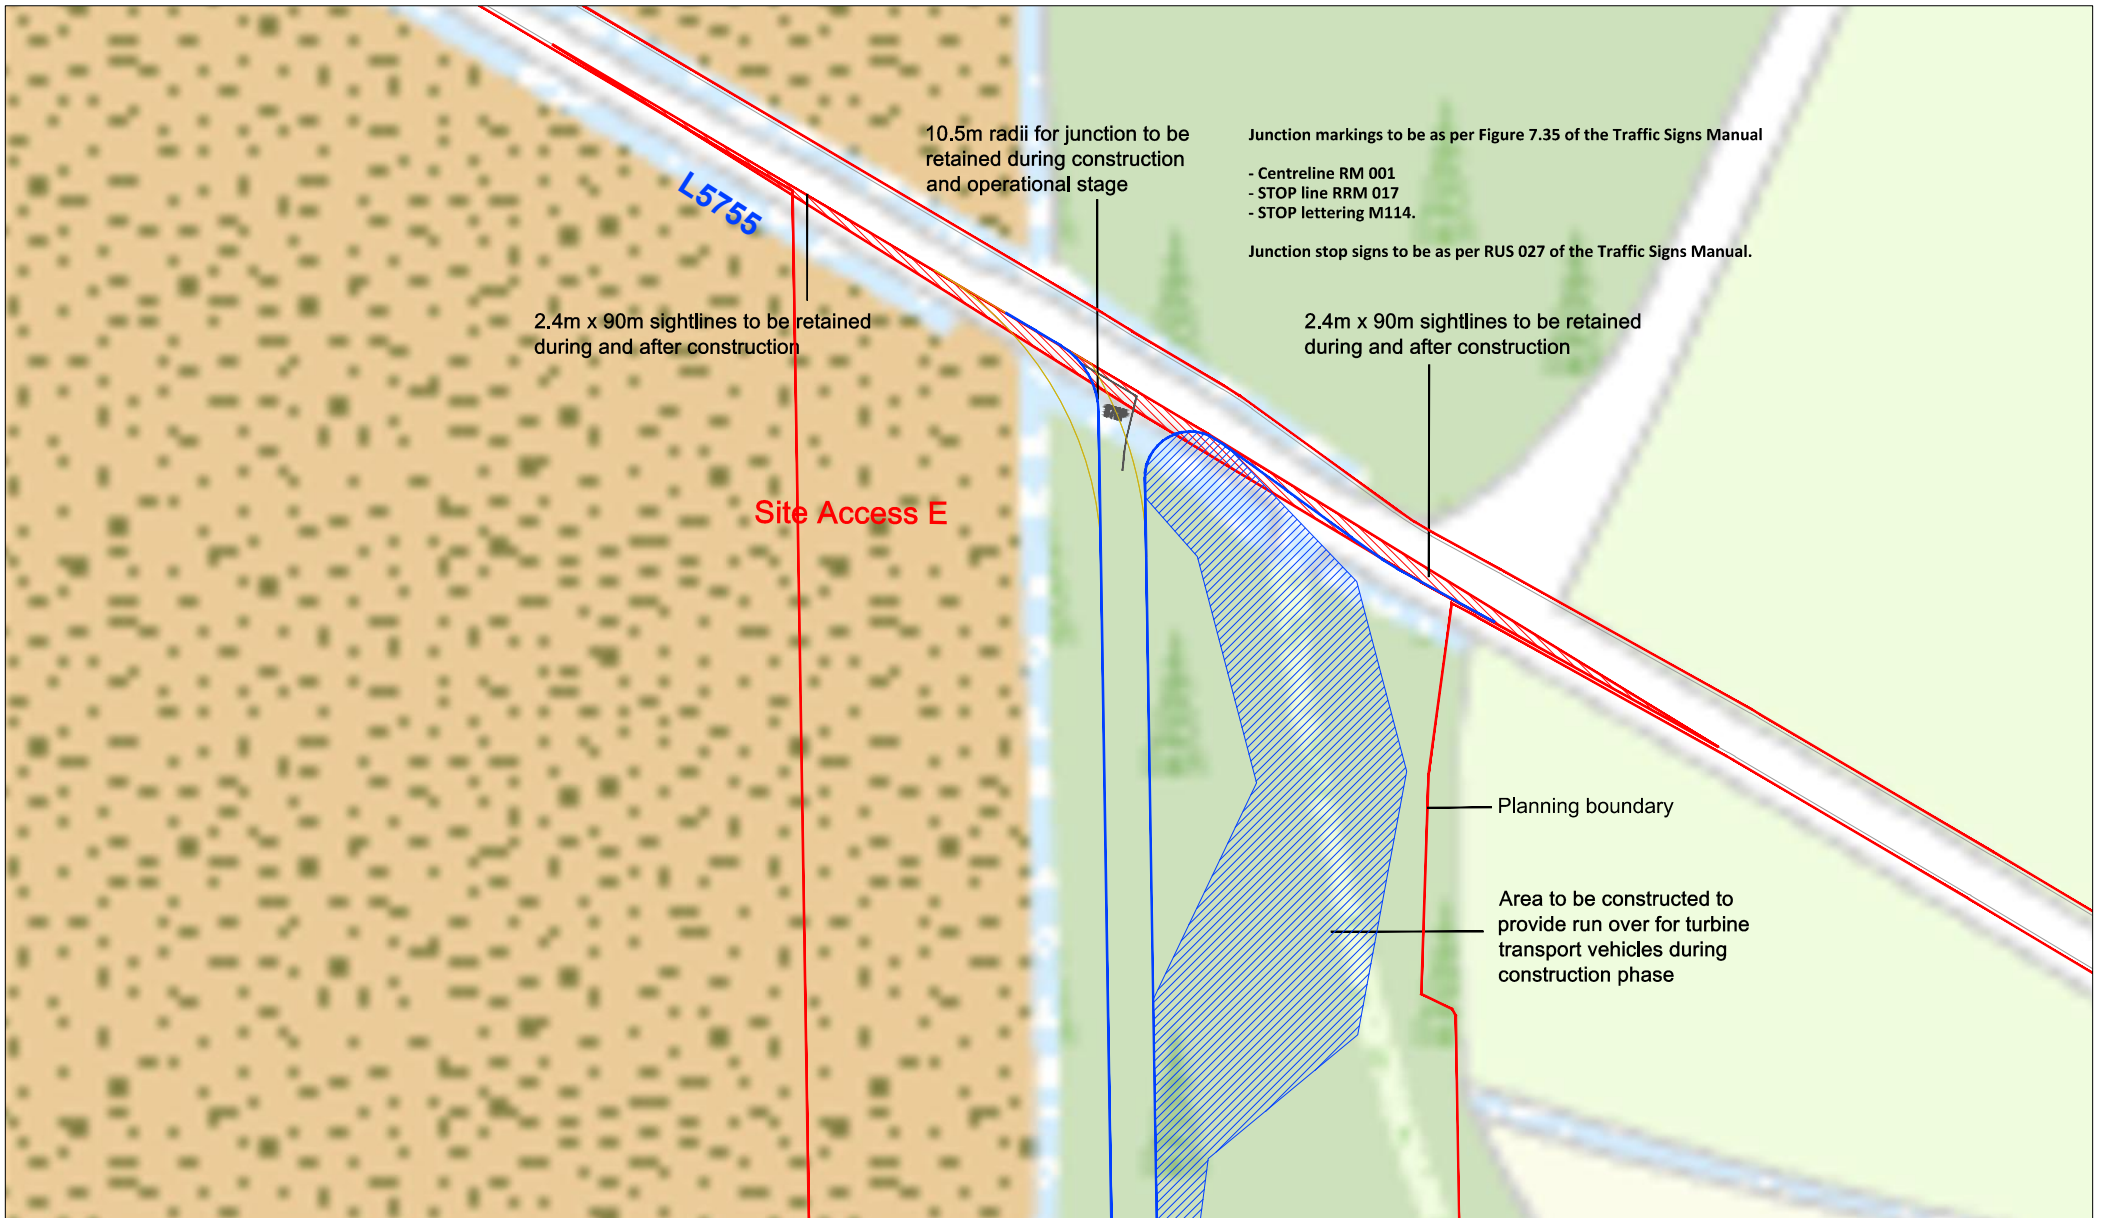 10.5m radii for junction to be
retained during construction
and operational stage
Junction markings to be as per Figure 7.35 of the Traffic Signs Manual
- Centreline RM 001
- STOP line RRM 017
- STOP lettering M114.
Junction stop signs to be as per RUS 027 of the Traffic Signs Manual.
L5755
2.4m x 90m sightlines to be retained
during and after construction
2.4m x 90m sightlines to be retained
during and after construction
Site Access E
Planning boundary
Area to be constructed to
provide run over for turbine
transport vehicles during
construction phase